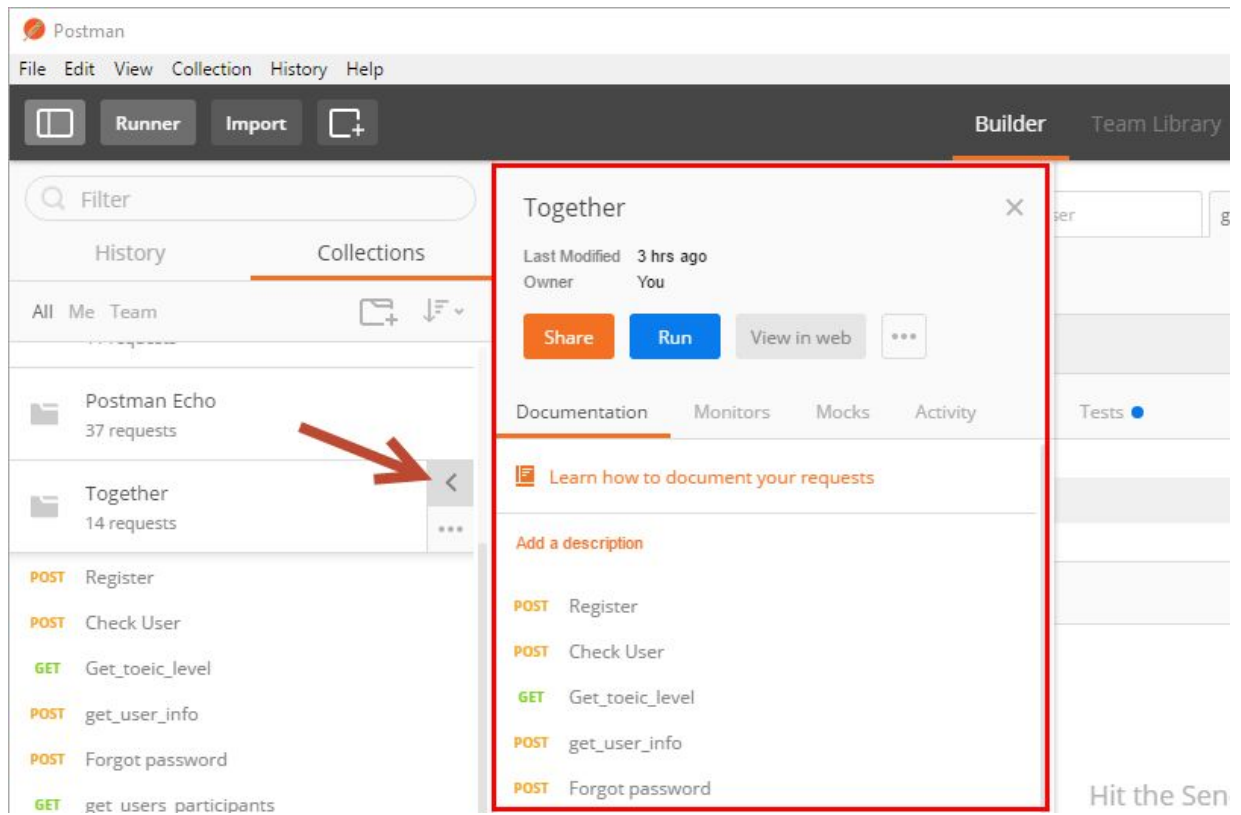 Postman
File Edit View Collection History Help
Runner Import Builder Team Library
Filter
History Collections
All Me Team
Postman Echo
37 requests
Together
14 requests
POST Register
POST Check User
GET Get_toeic_level
POST get_user_info
POST Forgot password
GET get_users_participants
Together
Last Modified 3 hrs ago
Owner You
Share Run View in web
Documentation Monitors Mocks Activity
Learn how to document your requests
Add a description
POST Register
POST Check User
GET Get_toeic_level
POST get_user_info
POST Forgot password
Tests
Hit the Sen